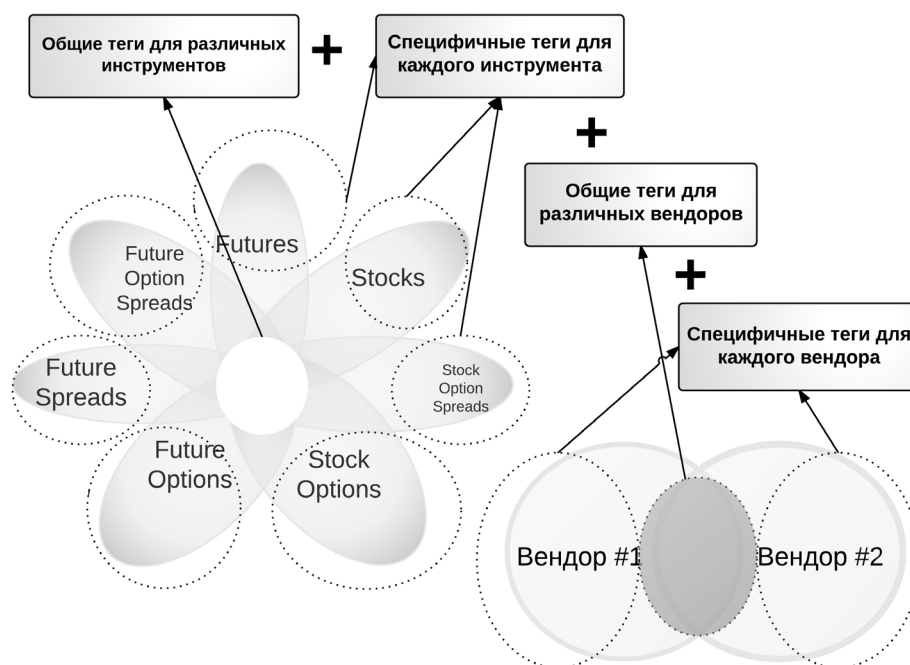 Общие теги для различных
инструментов
+
Специфичные теги для
каждого инструмента
+
Общие теги для
различных вендоров
+
Специфичные теги для
каждого вендора
Futures
Future
Option
Spreads
Stocks
Future
Spreads
Stock
Option
Spreads
Future
Options
Stock
Options
Вендор #1
Вендор #2